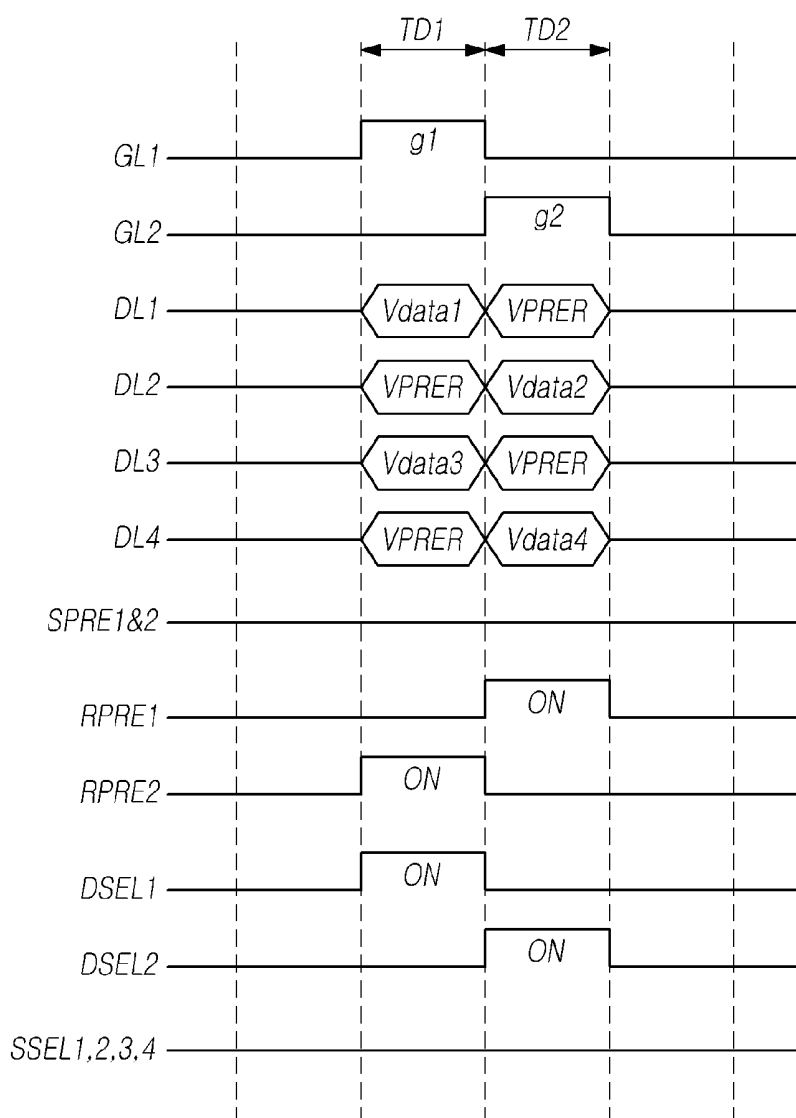 TD1 TD2
GL1 g1
GL2 g2
DL1 Vdata1 VPRER
DL2 VPRER Vdata2
DL3 Vdata3 VPRER
DL4 VPRER Vdata4
SPRE1&2
RPRE1 ON
RPRE2 ON
DSEL1 ON
DSEL2 ON
SSEL1,2,3,4